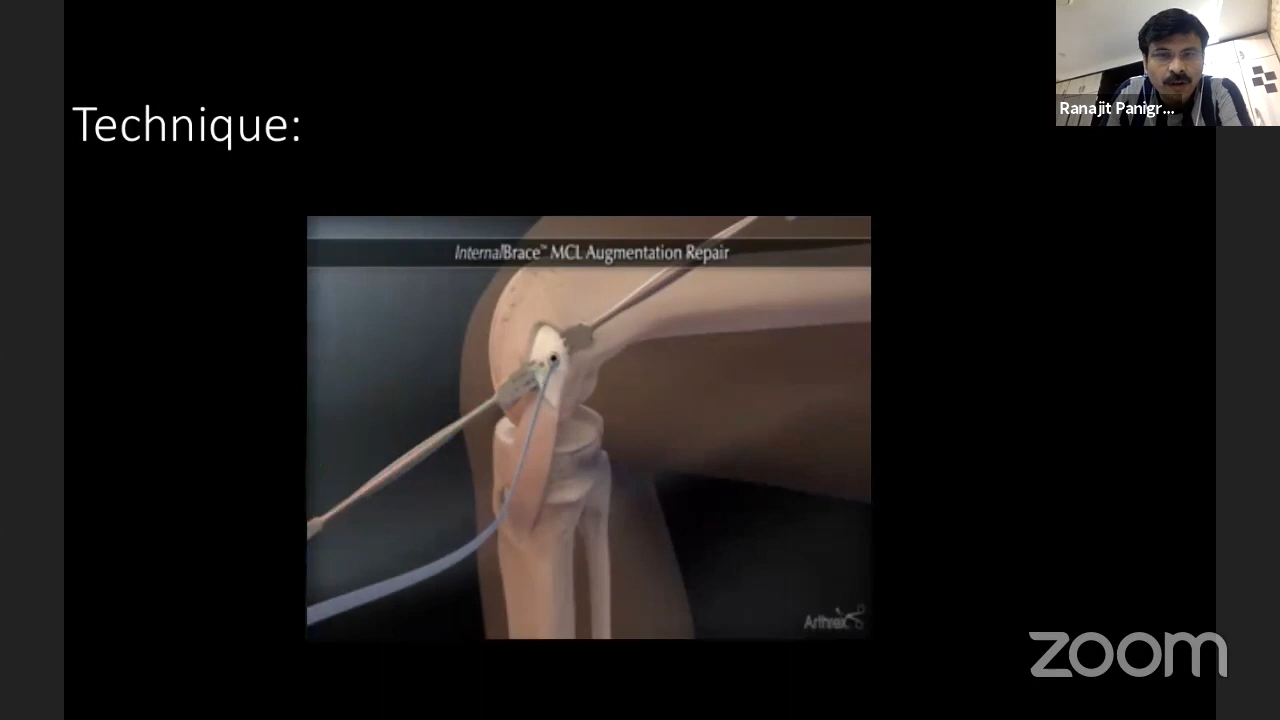 Ranajit Panigr...
Technique:
InternalBrace™ MCL Augmentation Repair
Arthrex
zoom